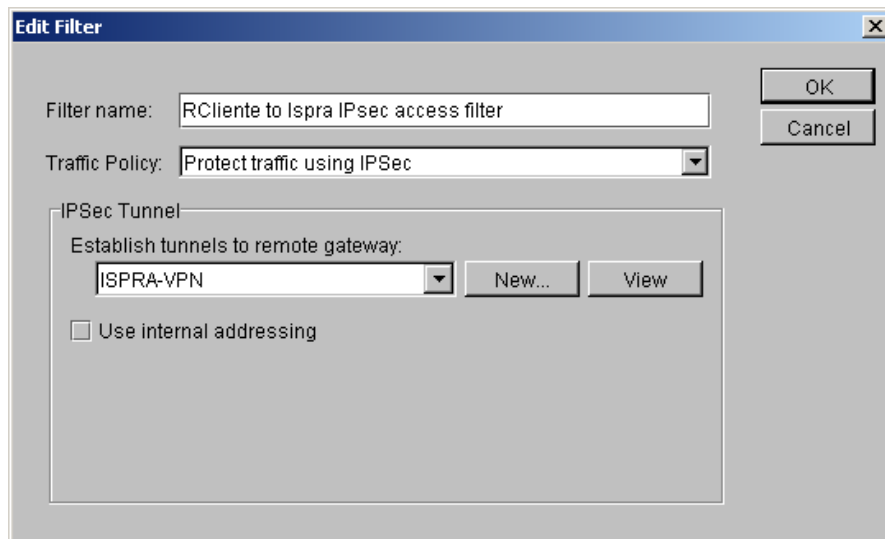 Edit Filter
OK
Filter name: RCliente to Ispra IPsec access filter
Cancel
Traffic Policy: Protect traffic using IPSec
IPSec Tunnel
Establish tunnels to remote gateway:
ISPRA-VPN New... View
Use internal addressing